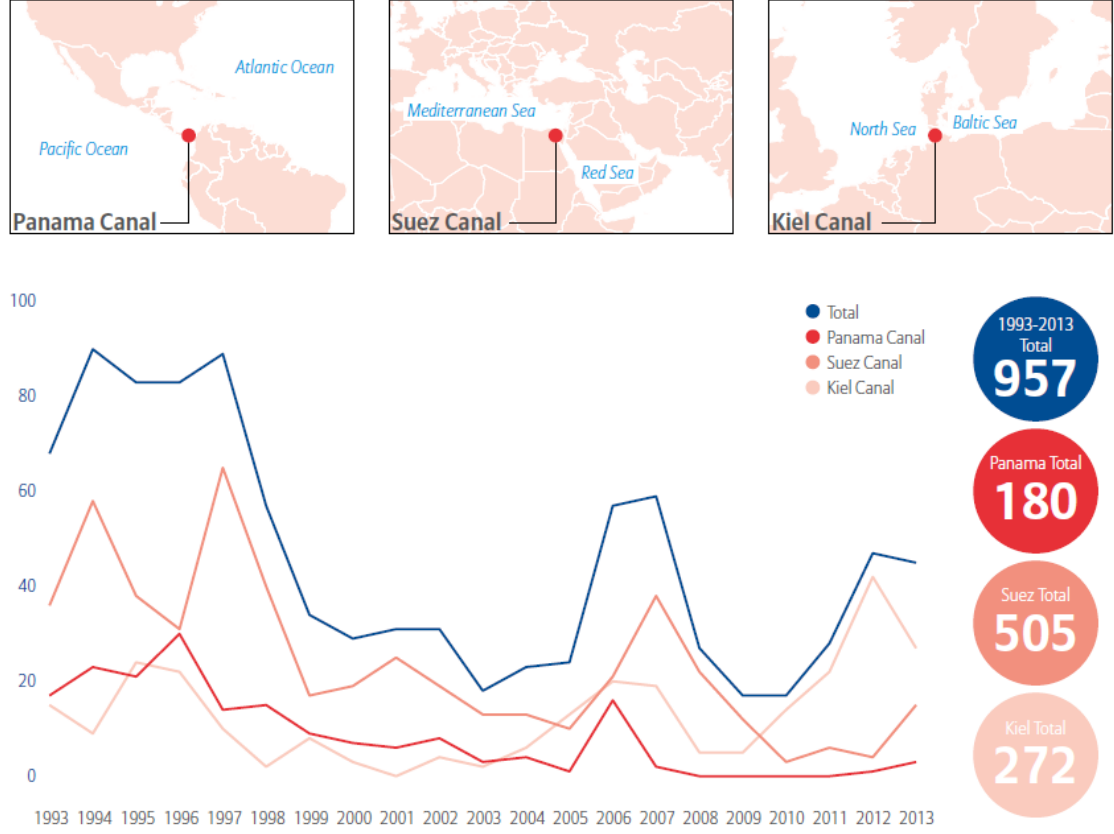 Atlantic Ocean
Pacific Ocean
Panama Canal
Mediterranean Sea
Red Sea
Suez Canal
North Sea
Baltic Sea
Kiel Canal
100
80
60
40
20
0
1993 1994 1995 1996 1997 1998 1999 2000 2001 2002 2003 2004 2005 2006 2007 2008 2009 2010 2011 2012 2013
Total
Panama Canal
Suez Canal
Kiel Canal
1993-2013
Total
957
Panama Total
180
Suez Total
505
Kiel Total
272